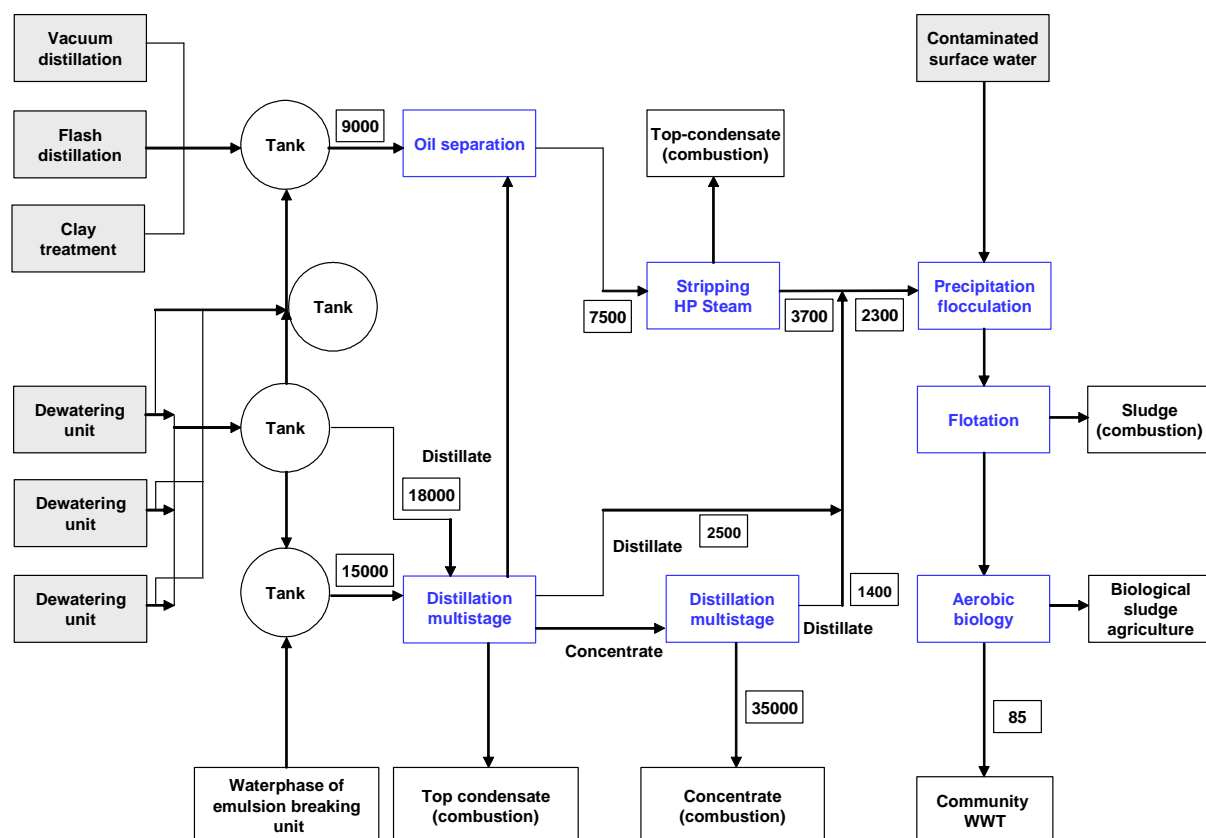 Vacuum
distillation
Contaminated
surface water
9000
Flash
distillation
Tank
Oil separation
Top-condensate
(combustion)
Clay
treatment
Tank
Stripping
HP Steam
Precipitation
flocculation
7500
3700
2300
Dewatering
unit
Tank
Flotation
Sludge
(combustion)
Distillate
18000
Dewatering
unit
2500
Distillate
15000
Tank
Dewatering
unit
Distillation
multistage
Distillation
multistage
1400
Aerobic
biology
Biological
sludge
agriculture
Distillate
Concentrate
35000
85
Waterphase of
emulsion breaking
unit
Top condensate
(combustion)
Concentrate
(combustion)
Community
WWT